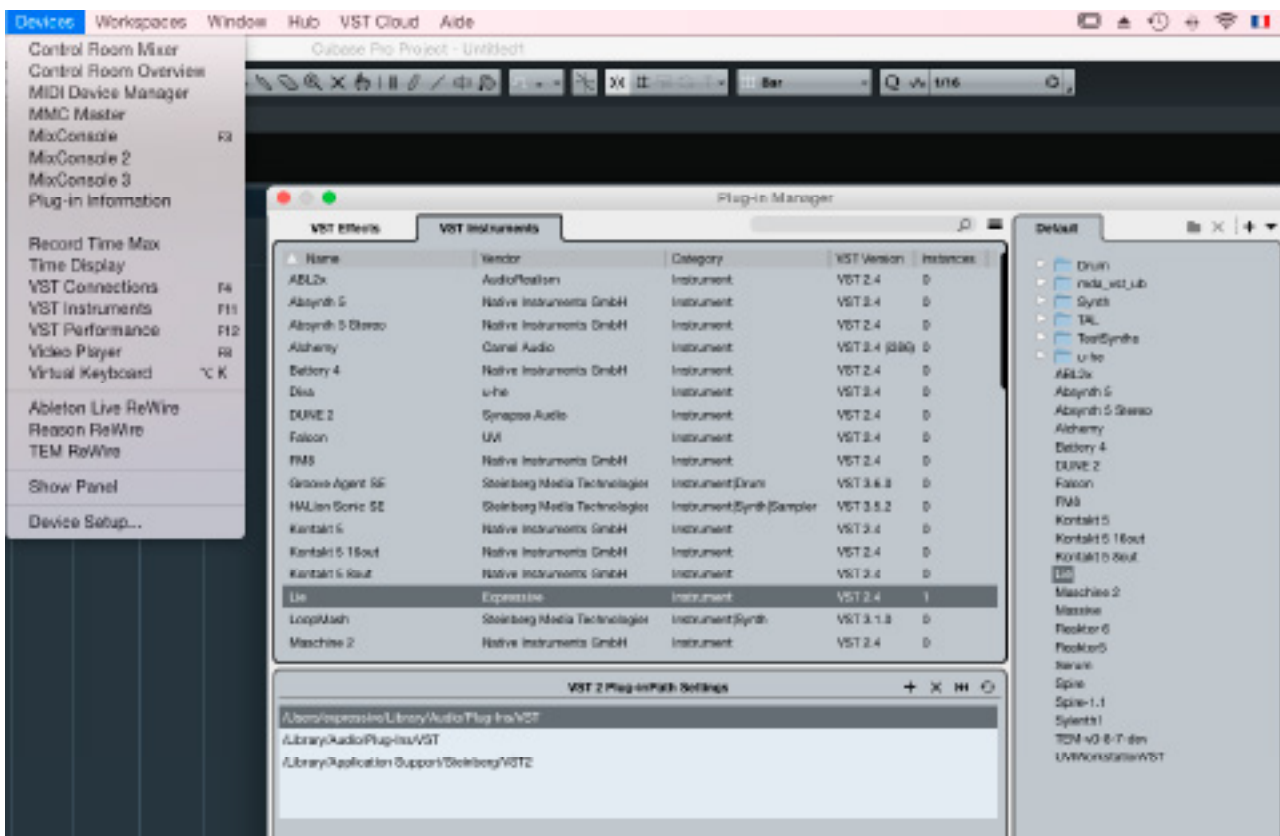 Devices Workspaces Window Hub VST Cloud Aide
Cubase Pro Project - Untitled1
Control Room Mixer
Control Room Overview
MIDI Device Manager
MMC Master
MixConsole F3
MixConsole 2
MixConsole 3
Plug-in Information
Record Time Max
Time Display
VST Connections F4
VST Instruments F11
VST Performance F12
Video Player F8
Virtual Keyboard ⌥ K
Ableton Live ReWire
Reason ReWire
TEM ReWire
Show Panel
Device Setup...
Bar Q 1/16
Plug-in Manager
VST Effects VST Instruments
Name Vendor Category VST Version Instances
ABL2x AudioRealism Instrument VST 2.4 0
Absynth 5 Native Instruments GmbH Instrument VST 2.4 0
Absynth 5 Stereo Native Instruments GmbH Instrument VST 2.4 0
Alchemy Camel Audio Instrument VST 2.4 (i386) 0
Battery 4 Native Instruments GmbH Instrument VST 2.4 0
Diva u-he Instrument VST 2.4 0
DUNE 2 Synapse Audio Instrument VST 2.4 0
Falcon UVI Instrument VST 2.4 0
FM8 Native Instruments GmbH Instrument VST 2.4 0
Groove Agent SE Steinberg Media Technologies Instrument|Drum 0
HALion Sonic SE Steinberg Media Technologies Instrument|Synth|Sampler VST 3.5.2 0
Kontakt 5 Native Instruments GmbH Instrument VST 2.4 0
Kontakt 5 16out Native Instruments GmbH Instrument VST 2.4 0
Kontakt 5 8out Native Instruments GmbH Instrument VST 2.4 0
Lie Expressive Instrument VST 2.4 1
LoopMash Steinberg Media Technologies Instrument|Synth VST 3.1.0 0
Maschine 2 Native Instruments GmbH Instrument VST 2.4 0
VST 2 Plug-in Path Settings
/Users/expressive/Library/Audio/Plug-Ins/VST
/Library/Audio/Plug-Ins/VST
/Library/Application Support/Steinberg/VST2
Default
Drum
mda_vst_ub
Synth
TAL
TestSynths
u-he
ABL2x
Absynth 5
Absynth 5 Stereo
Alchemy
Battery 4
DUNE 2
Falcon
FM8
Kontakt 5
Kontakt 5 16out
Kontakt 5 8out
Lie
Maschine 2
Massive
Reaktor 6
Reaktor5
Serum
Spire
Spire-1.1
Sylenth1
TEM-v0-8-7-dev
UVIWorkstationVST